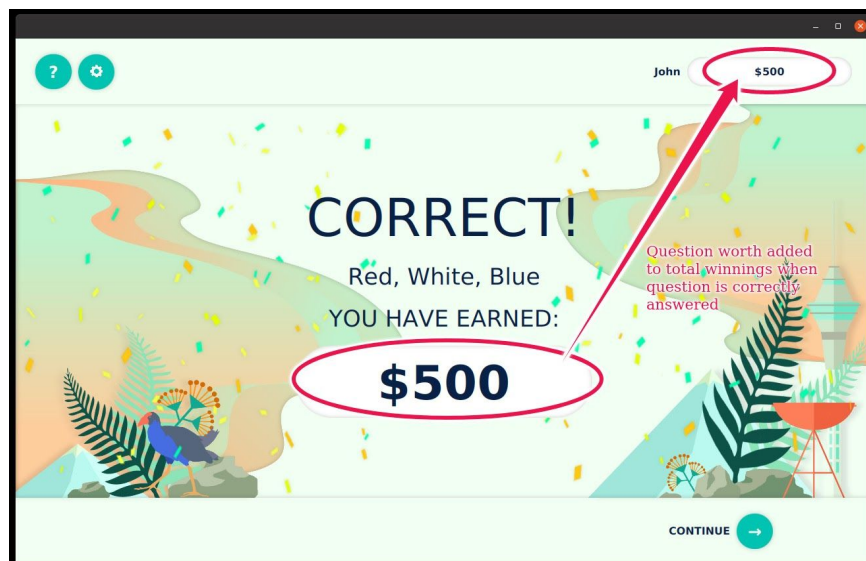 ?
John
$500
CORRECT!
Red, White, Blue
YOU HAVE EARNED:
$500
Question worth added
to total winnings when
question is correctly
answered
CONTINUE →